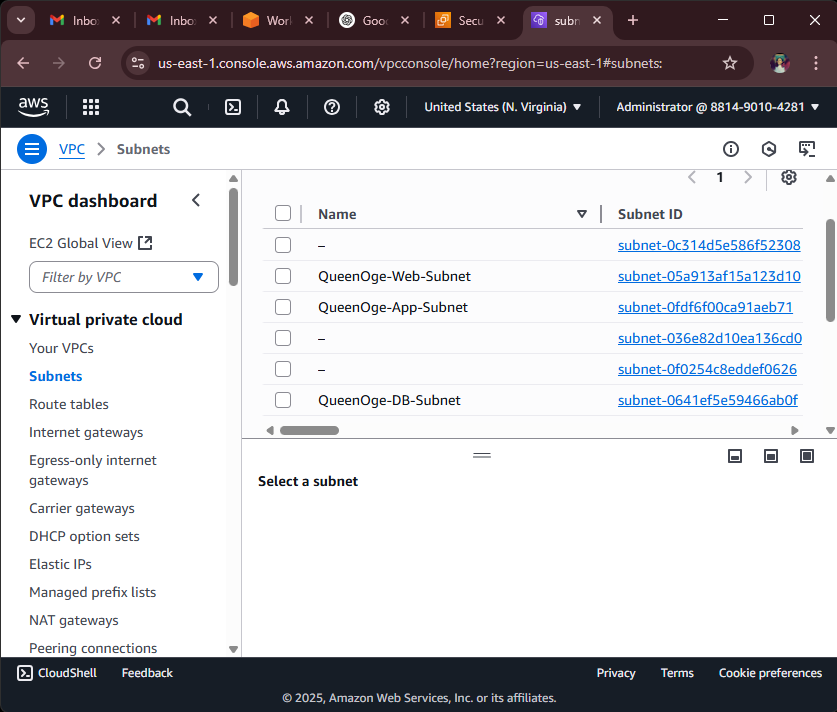 Inbo
Inbo
Work
Goo
Secu
subn
us-east-1.console.aws.amazon.com/vpcconsole/home?region=us-east-1#subnets:
aws
United States (N. Virginia)
Administrator @ 8814-9010-4281
VPC
Subnets
1
VPC dashboard
EC2 Global View
Filter by VPC
Virtual private cloud
Your VPCs
Subnets
Route tables
Internet gateways
Egress-only internet
gateways
Carrier gateways
DHCP option sets
Elastic IPs
Managed prefix lists
NAT gateways
Peering connections
Name Subnet ID
– subnet-0c314d5e586f52308
QueenOge-Web-Subnet subnet-05a913af15a123d10
QueenOge-App-Subnet subnet-0fdf6f00ca91aeb71
– subnet-036e82d10ea136cd0
– subnet-0f0254c8eddef0626
QueenOge-DB-Subnet subnet-0641ef5e59466ab0f
Select a subnet
CloudShell Feedback Privacy Terms Cookie preferences
© 2025, Amazon Web Services, Inc. or its affiliates.